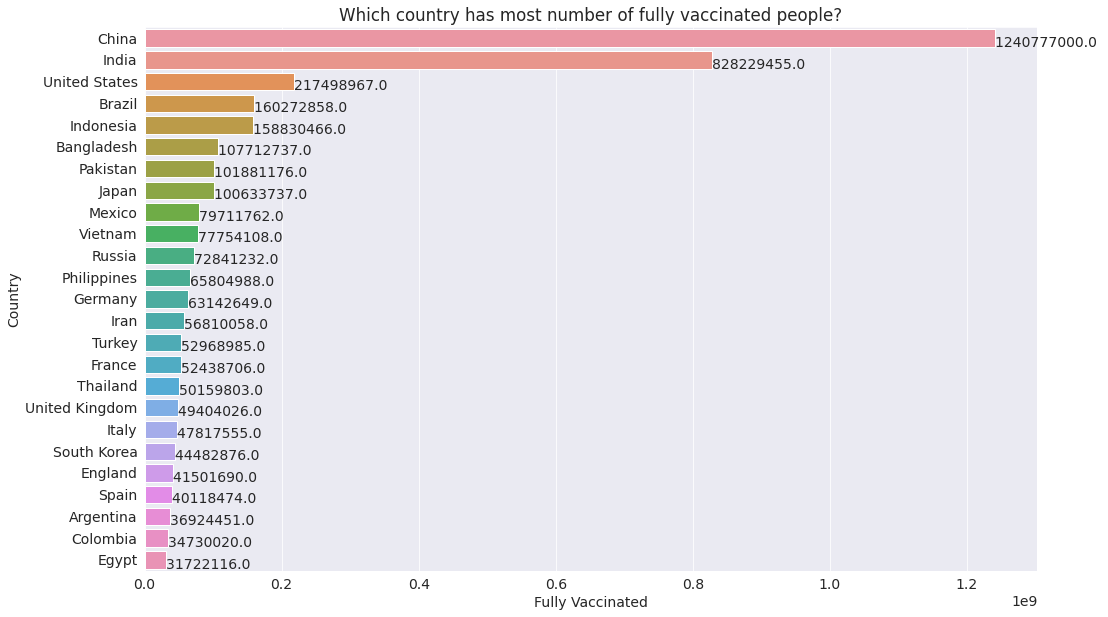 Which country has most number of fully vaccinated people?
China 1240777000.0
India 828229455.0
United States 217498967.0
Brazil 160272858.0
Indonesia 158830466.0
Bangladesh 107712737.0
Pakistan 101881176.0
Japan 100633737.0
Mexico 79711762.0
Vietnam 77754108.0
Russia 72841232.0
Philippines 65804988.0
Germany 63142649.0
Iran 56810058.0
Turkey 52968985.0
France 52438706.0
Thailand 50159803.0
United Kingdom 49404026.0
Italy 47817555.0
South Korea 44482876.0
England 41501690.0
Spain 40118474.0
Argentina 36924451.0
Colombia 34730020.0
Egypt 31722116.0
Country
0.0 0.2 0.4 0.6 0.8 1.0 1.2
1e9
Fully Vaccinated